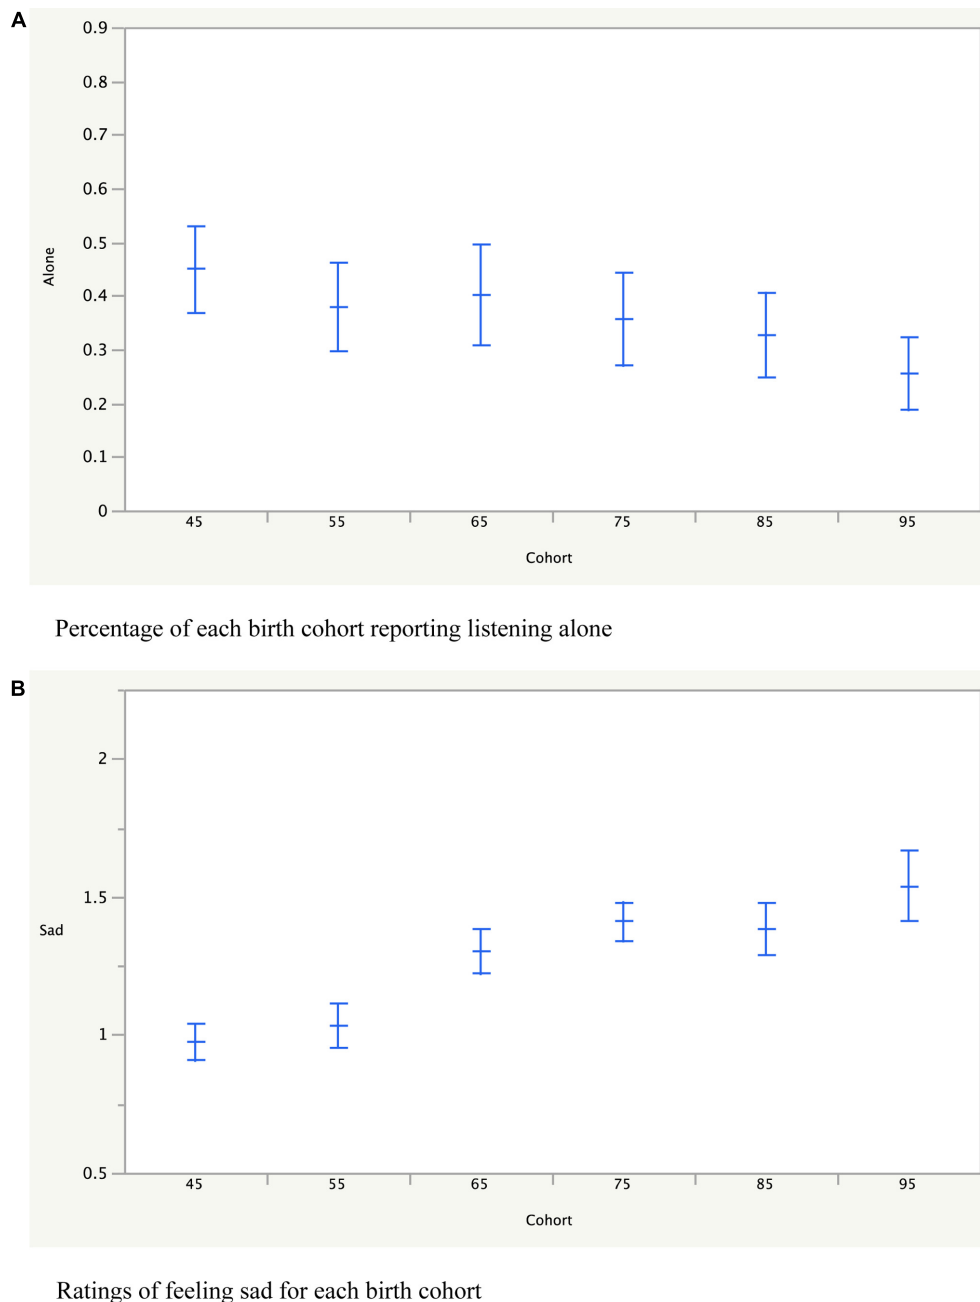 A
0.9
0.8
0.7
0.6
0.5
0.4
0.3
0.2
0.1
0
Alone
45 55 65 75 85 95
Cohort
Percentage of each birth cohort reporting listening alone
B
2
1.5
1
0.5
Sad
45 55 65 75 85 95
Cohort
Ratings of feeling sad for each birth cohort